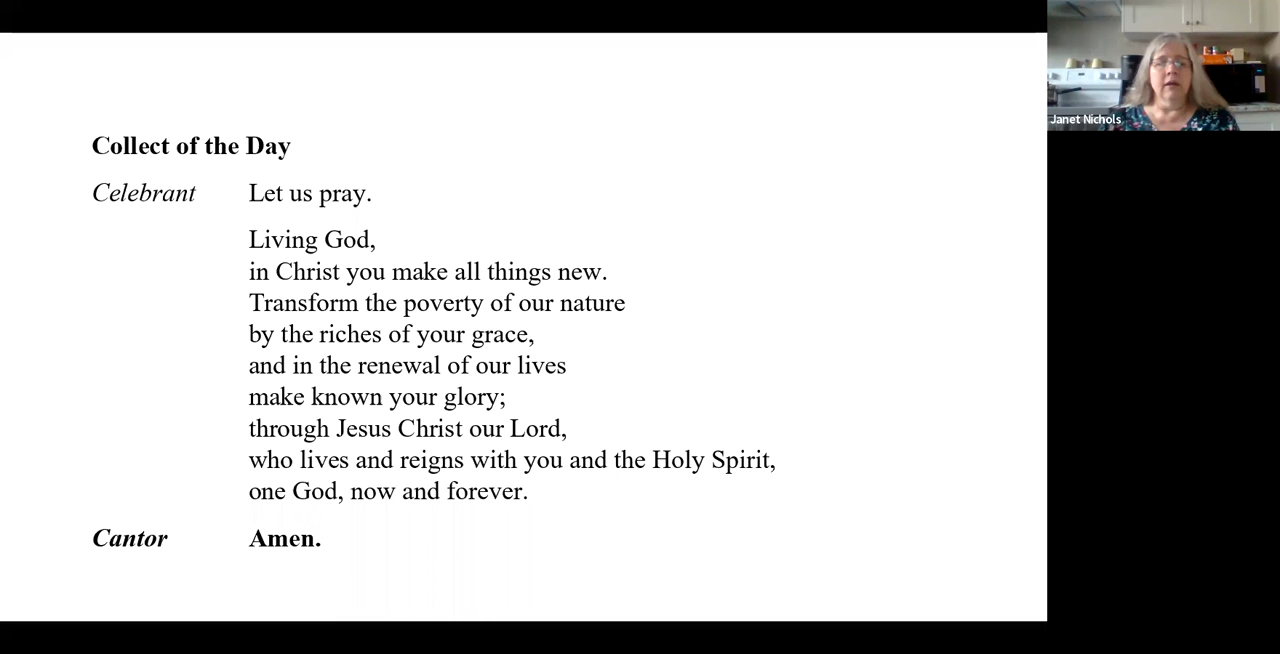 Collect of the Day
Celebrant Let us pray.
Living God,
in Christ you make all things new.
Transform the poverty of our nature
by the riches of your grace,
and in the renewal of our lives
make known your glory;
through Jesus Christ our Lord,
who lives and reigns with you and the Holy Spirit,
one God, now and forever.
Cantor Amen.
Janet Nichols